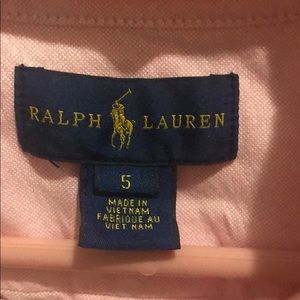 RALPH LAUREN
5
MADE IN
VIETNAM
FABRIQUÉ AU
VIET NAM